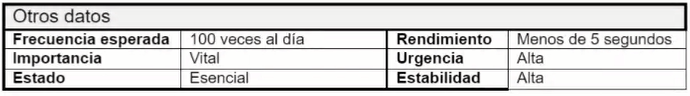 Otros datos
Frecuencia esperada 100 veces al día Rendimiento Menos de 5 segundos
Importancia Vital Urgencia Alta
Estado Esencial Estabilidad Alta